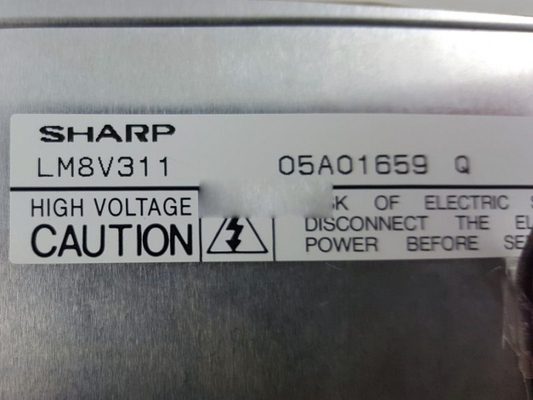 SHARP
LM8V311 05A01659 Q
HIGH VOLTAGE
CAUTION
OF ELECTRIC
DISCONNECT THE
POWER BEFORE